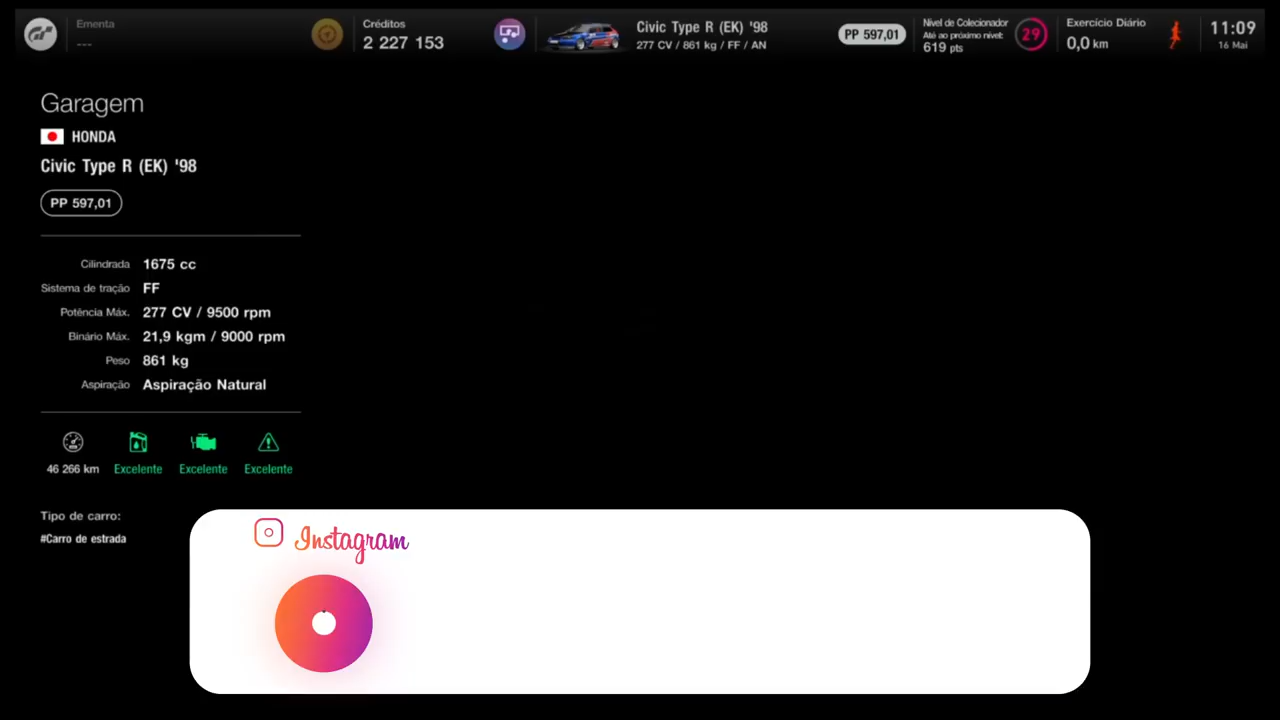 Ementa
---
Créditos
2 227 153
Civic Type R (EK) '98
277 CV / 861 kg / FF / AN
PP 597,01
Nível de Colecionador
Até ao próximo nível:
619 pts
29
Exercício Diário
0,0 km
11:09
16 Mai
Garagem
HONDA
Civic Type R (EK) '98
PP 597,01
Cilindrada 1675 cc
Sistema de tração FF
Potência Máx. 277 CV / 9500 rpm
Binário Máx. 21,9 kgm / 9000 rpm
Peso 861 kg
Aspiração Aspiração Natural
46 266 km Excelente Excelente Excelente
Tipo de carro:
#Carro de estrada
Instagram